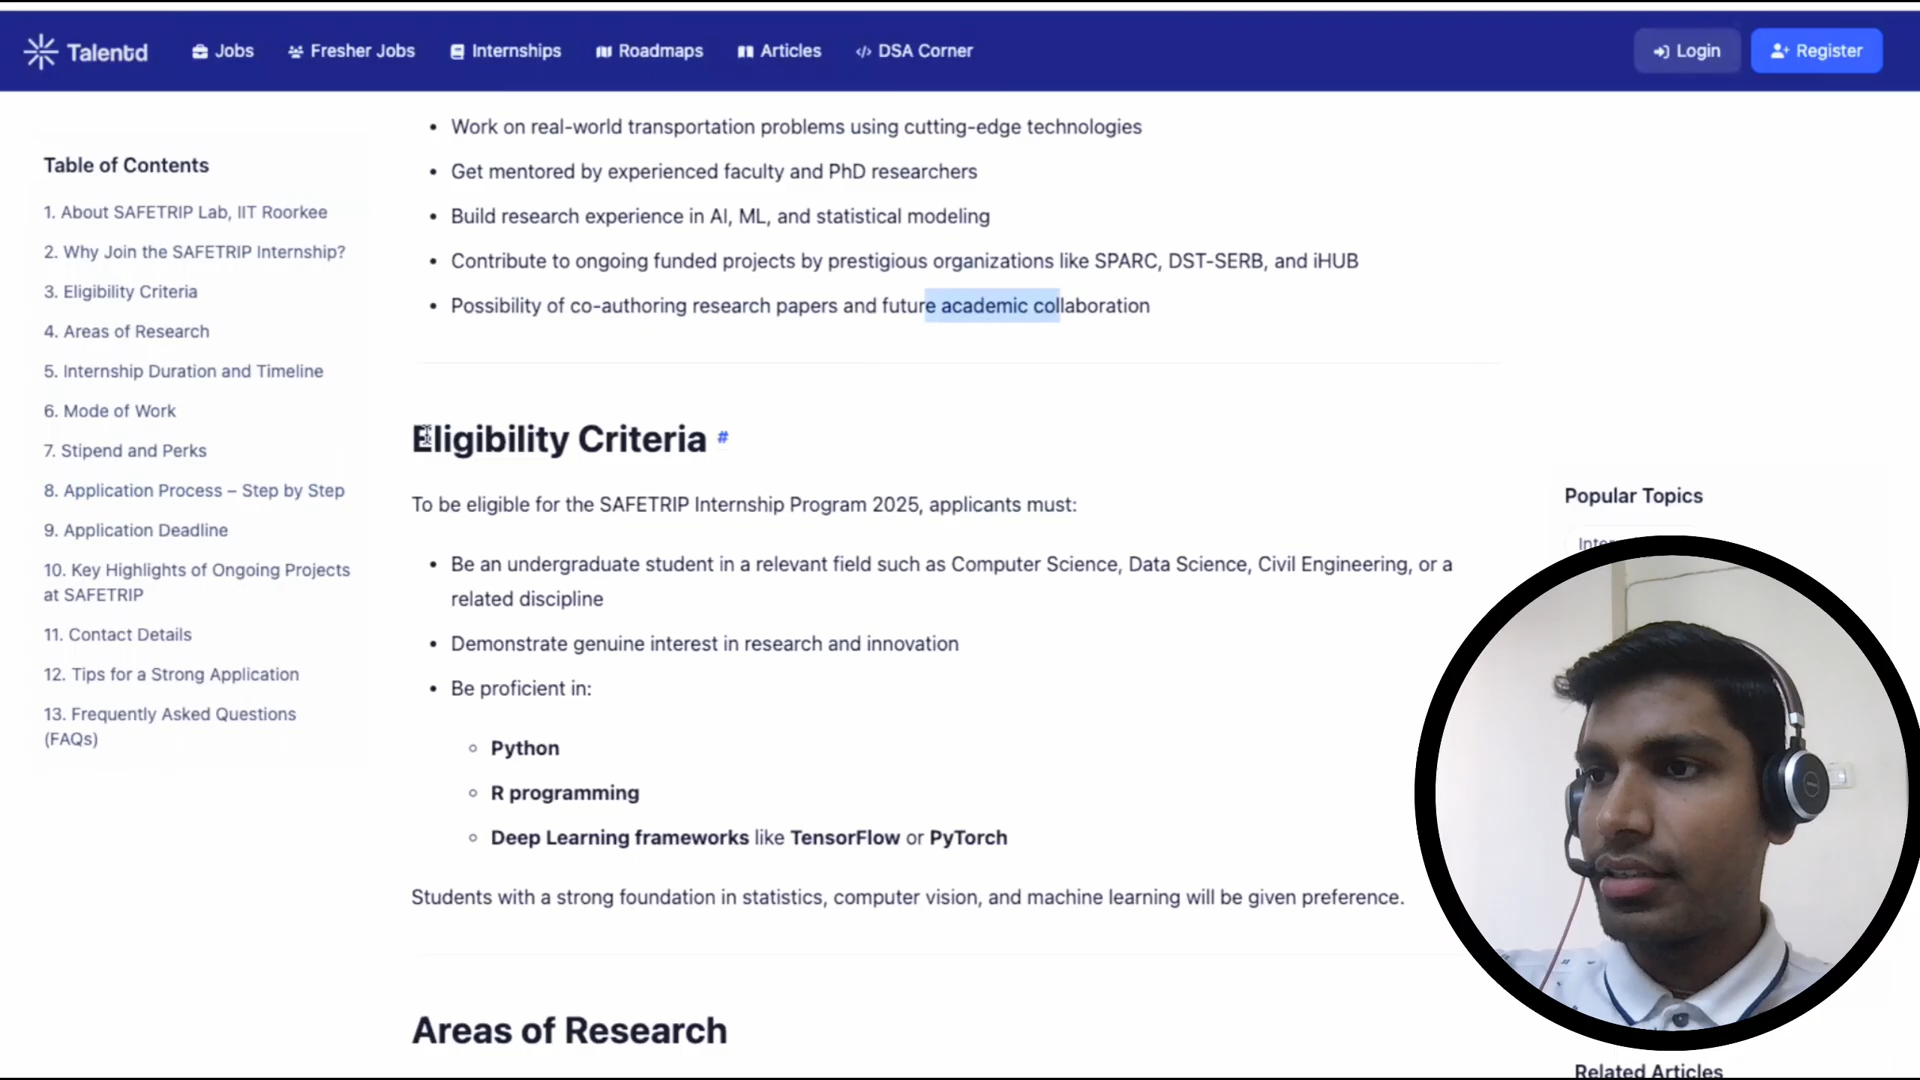 Talentd
Jobs
Fresher Jobs
Internships
Roadmaps
Articles
</> DSA Corner
Login
Register
Table of Contents
1. About SAFETRIP Lab, IIT Roorkee
2. Why Join the SAFETRIP Internship?
3. Eligibility Criteria
4. Areas of Research
5. Internship Duration and Timeline
6. Mode of Work
7. Stipend and Perks
8. Application Process – Step by Step
9. Application Deadline
10. Key Highlights of Ongoing Projects
at SAFETRIP
11. Contact Details
12. Tips for a Strong Application
13. Frequently Asked Questions
(FAQs)
• Work on real-world transportation problems using cutting-edge technologies
• Get mentored by experienced faculty and PhD researchers
• Build research experience in AI, ML, and statistical modeling
• Contribute to ongoing funded projects by prestigious organizations like SPARC, DST-SERB, and iHUB
• Possibility of co-authoring research papers and future academic collaboration
Eligibility Criteria #
To be eligible for the SAFETRIP Internship Program 2025, applicants must:
• Be an undergraduate student in a relevant field such as Computer Science, Data Science, Civil Engineering, or a
related discipline
• Demonstrate genuine interest in research and innovation
• Be proficient in:
◦ Python
◦ R programming
◦ Deep Learning frameworks like TensorFlow or PyTorch
Students with a strong foundation in statistics, computer vision, and machine learning will be given preference.
Areas of Research
Popular Topics
Related Articles